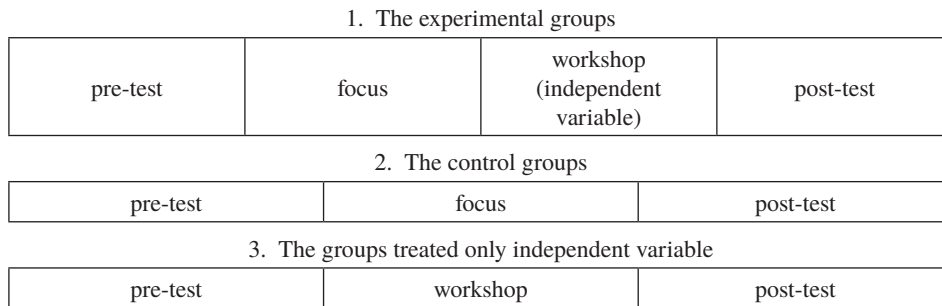 1. The experimental groups
pre-test focus workshop (independent variable) post-test
2. The control groups
pre-test focus post-test
3. The groups treated only independent variable
pre-test workshop post-test